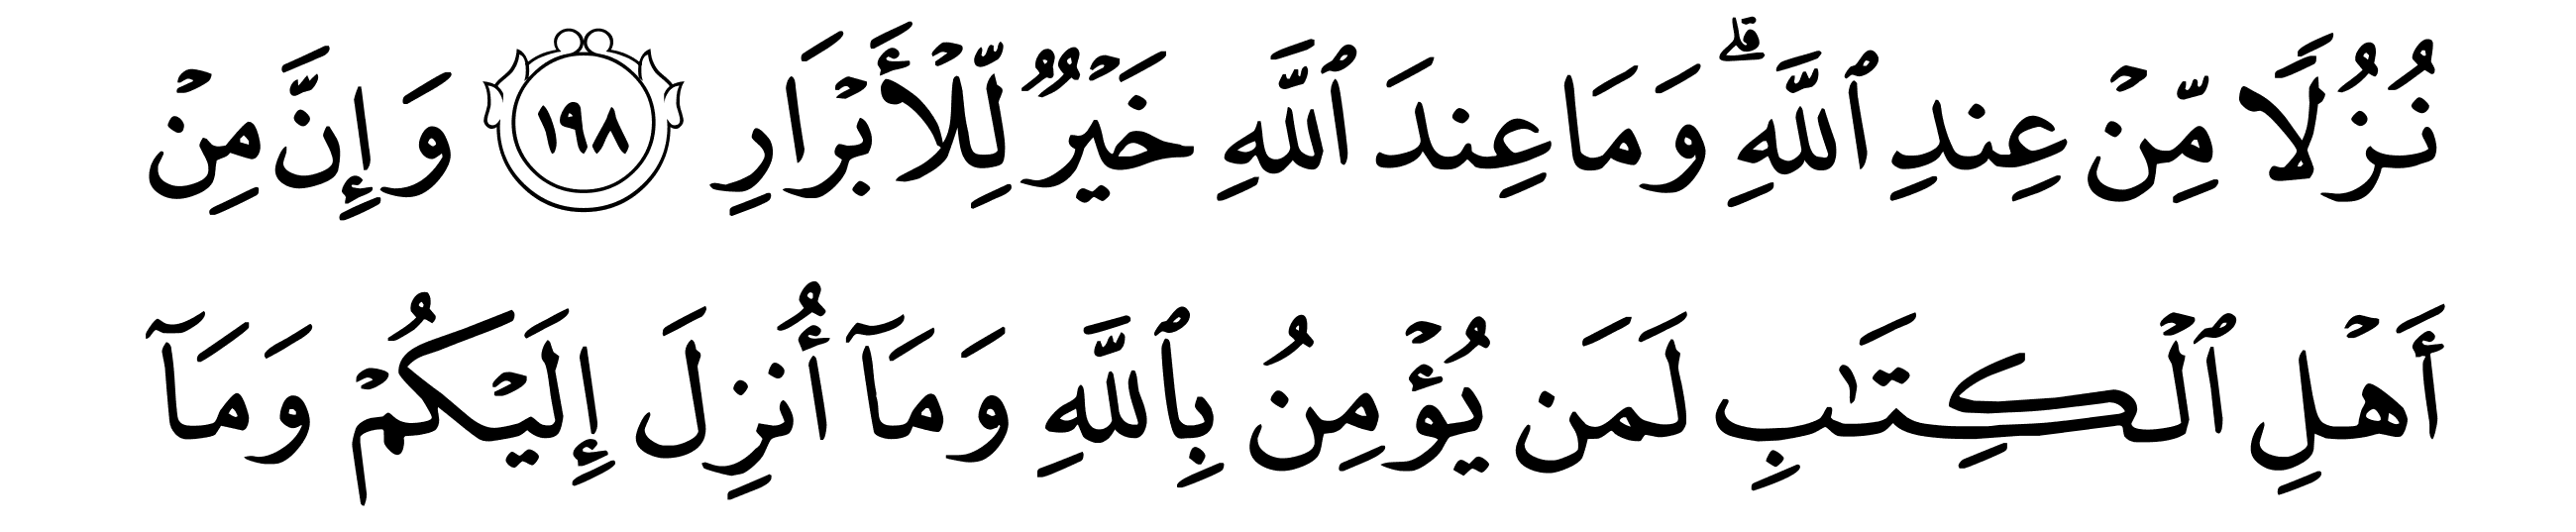 نُزُلًا مِّنْ عِندِ ٱللَّهِ ۗ وَمَا عِندَ ٱللَّهِ خَيْرٌ لِّلْأَبْرَارِ ١٩٨ وَإِنَّ مِنْ
أَهْلِ ٱلْكِتَـٰبِ لَمَن يُؤْمِنُ بِٱللَّهِ وَمَآ أُنزِلَ إِلَيْكُمْ وَمَآ